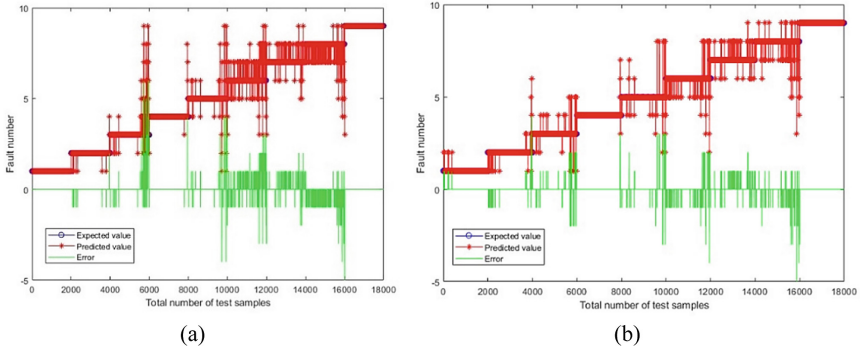 10
5
0
-5
Fault number
Expected value
Predicted value
Error
0 2000 4000 6000 8000 10000 12000 14000 16000 18000
Total number of test samples
(a)
10
5
0
-5
Fault number
Expected value
Predicted value
Error
0 2000 4000 6000 8000 10000 12000 14000 16000 18000
Total number of test samples
(b)